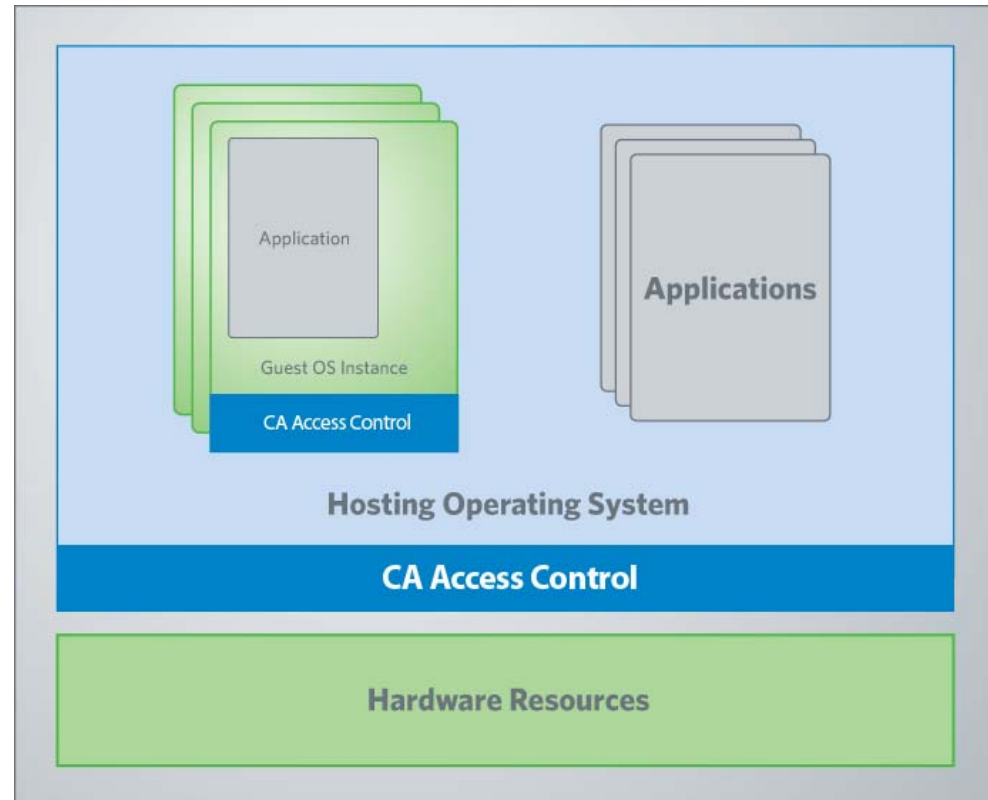 Application
Guest OS Instance
CA Access Control
Applications
Hosting Operating System
CA Access Control
Hardware Resources